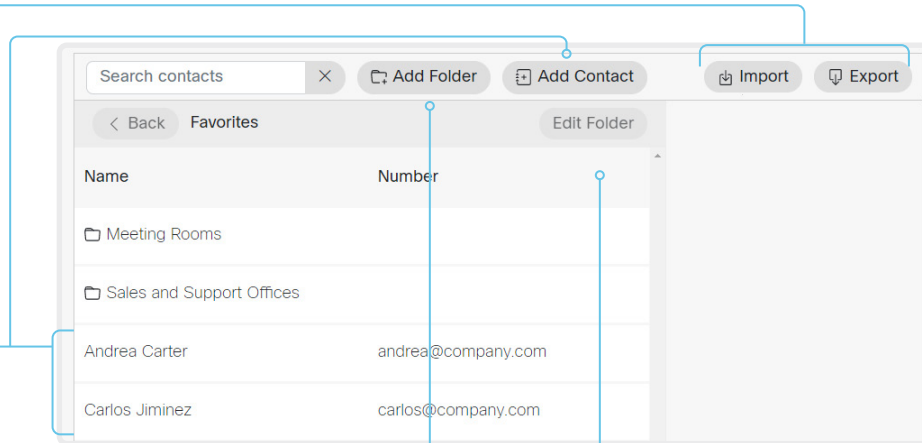 Search contacts Add Folder Add Contact Import Export
Back Favorites Edit Folder
Name Number
Meeting Rooms
Sales and Support Offices
Andrea Carter andrea@company.com
Carlos Jiminez carlos@company.com